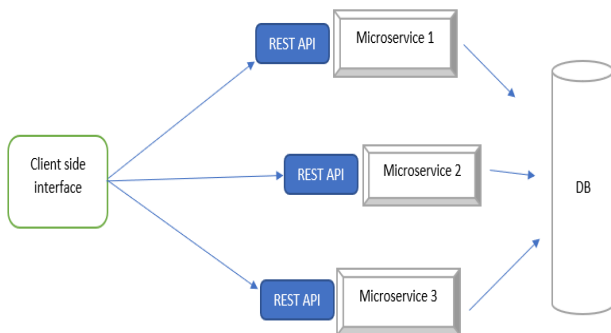 REST API
Microservice 1
Client side
interface
REST API
Microservice 2
DB
REST API
Microservice 3